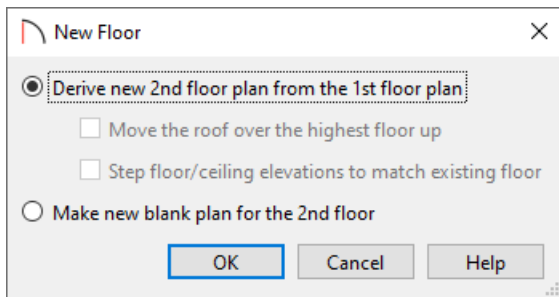 New Floor
Derive new 2nd floor plan from the 1st floor plan
Move the roof over the highest floor up
Step floor/ceiling elevations to match existing floor
Make new blank plan for the 2nd floor
OK Cancel Help